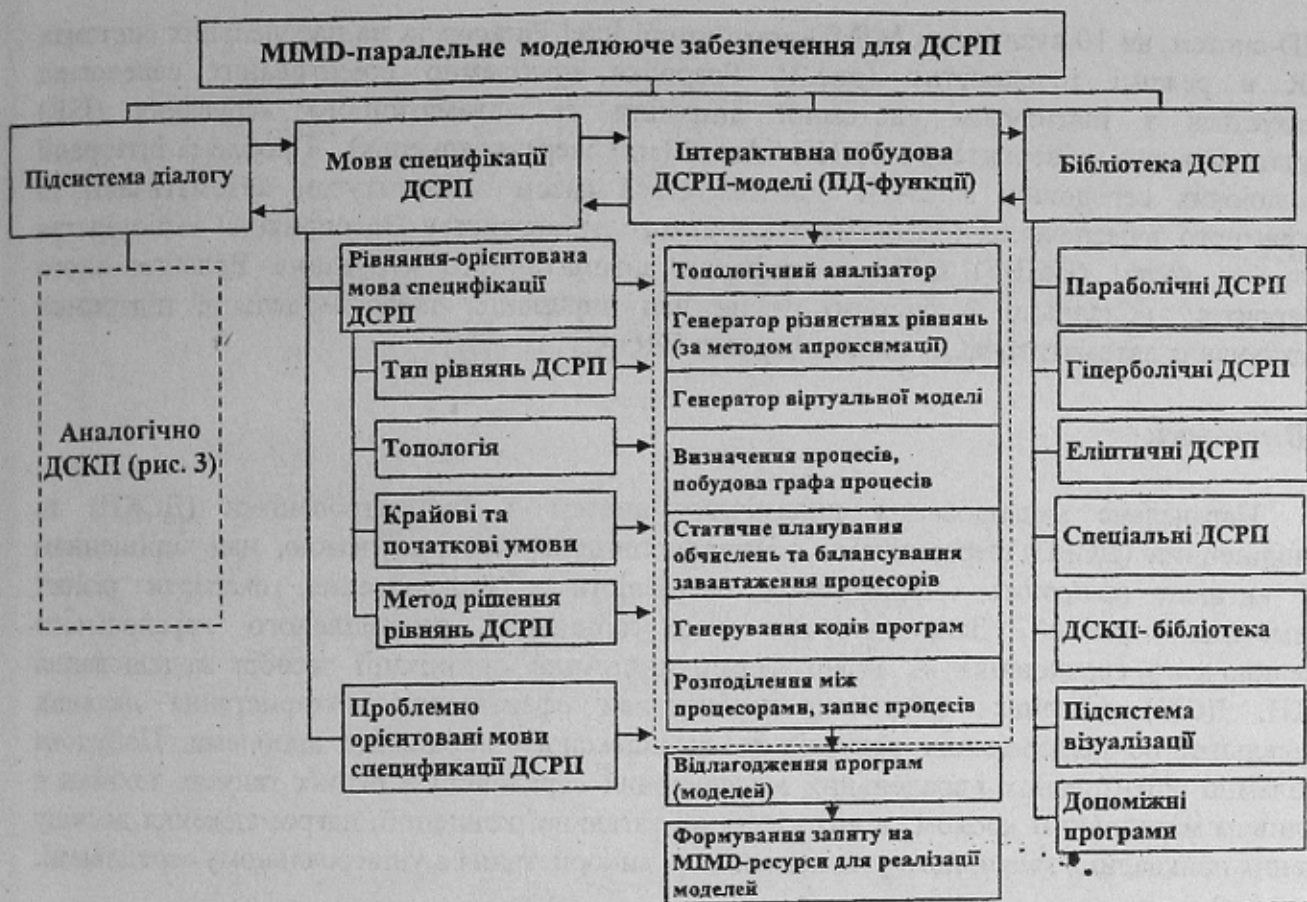 MIMD-паралельне моделююче забезпечення для ДСРП
Підсистема діалогу
Мови специфікації
ДСРП
Інтерактивна побудова
ДСРП-моделі (ПД-функції)
Бібліотека ДСРП
Аналогічно
ДСКП (рис. 3)
Рівняння-орієнтована
мова специфікації
ДСРП
Тип рівнянь ДСРП
Топологія
Крайові та
початкові умови
Метод рішення
рівнянь ДСРП
Проблемно
орієнтовані мови
специфікації ДСРП
Топологічний аналізатор
Генератор різнистних рівнянь
(за методом апроксимації)
Генератор віртуальної моделі
Визначення процесів,
побудова графа процесів
Статичне планування
обчислень та балансування
завантаження процесорів
Генерування кодів програм
Розподілення між
процесорами, запис процесів
Відлагодження програм
(моделей)
Формування запиту на
MIMD-ресурси для реалізації
моделей
Параболічні ДСРП
Гіперболічні ДСРП
Еліптичні ДСРП
Спеціальні ДСРП
ДСКП- бібліотека
Підсистема
візуалізації
Допоміжні
програми